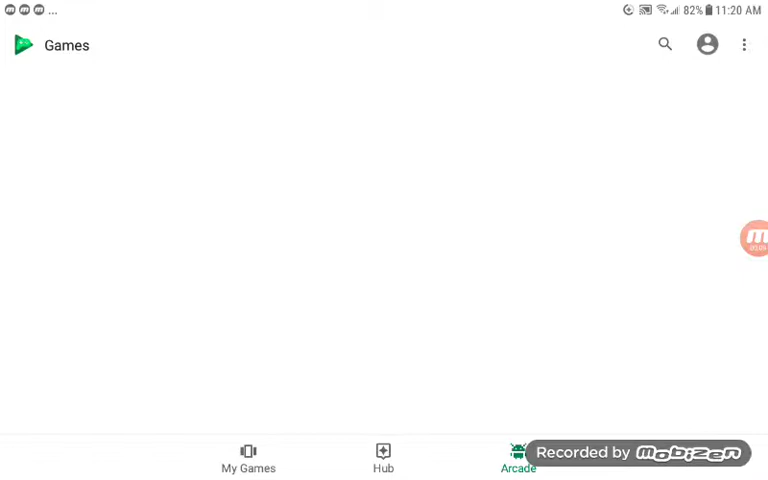 ... 82% 11:20 AM
Games
My Games
Hub
Arcade
Recorded by mobizen